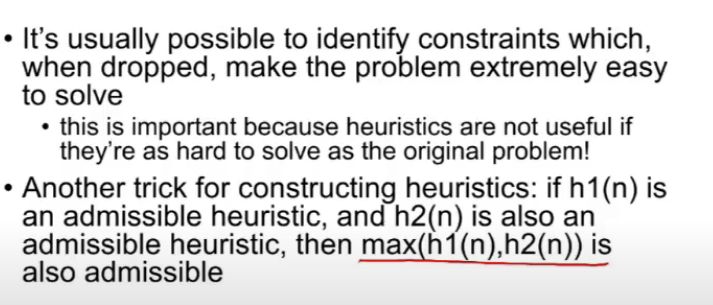 • It's usually possible to identify constraints which,
when dropped, make the problem extremely easy
to solve
• this is important because heuristics are not useful if
they're as hard to solve as the original problem!
• Another trick for constructing heuristics: if h1(n) is
an admissible heuristic, and h2(n) is also an
admissible heuristic, then max(h1(n),h2(n)) is
also admissible